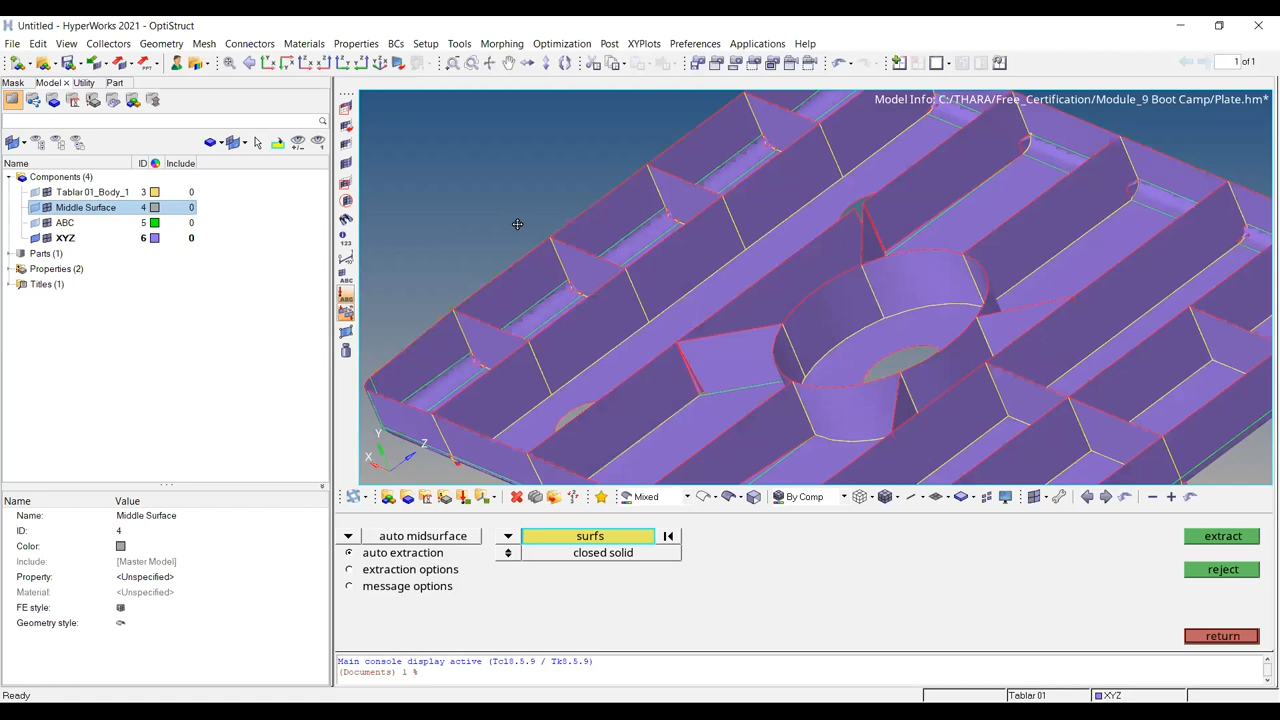 Untitled - HyperWorks 2021 - OptiStruct
File Edit View Collectors Geometry Mesh Connectors Materials Properties BCs Setup Tools Morphing Optimization Post XYPlots Preferences Applications Help
1 of 1
Mask Model Utility Part
Model Info: C:/THARA/Free_Certification/Module_9 Boot Camp/Plate.hm*
Name ID Include
Components (4)
Tablar 01_Body_1 3 0
Middle Surface 4 0
ABC 5 0
XYZ 6 0
Parts (1)
Properties (2)
Titles (1)
123
ABC
ABC
Y
Z
X
Name Value
Name: Middle Surface
ID: 4
Color:
Include: [Master Model]
Property: <Unspecified>
Material: <Unspecified>
FE style:
Geometry style:
Mixed By Comp
auto midsurface surfs extract
auto extraction closed solid
extraction options reject
message options
return
Main console display active (Tcl8.5.9 / Tk8.5.9)
(Documents) 1 %
Ready Tablar 01 XYZ